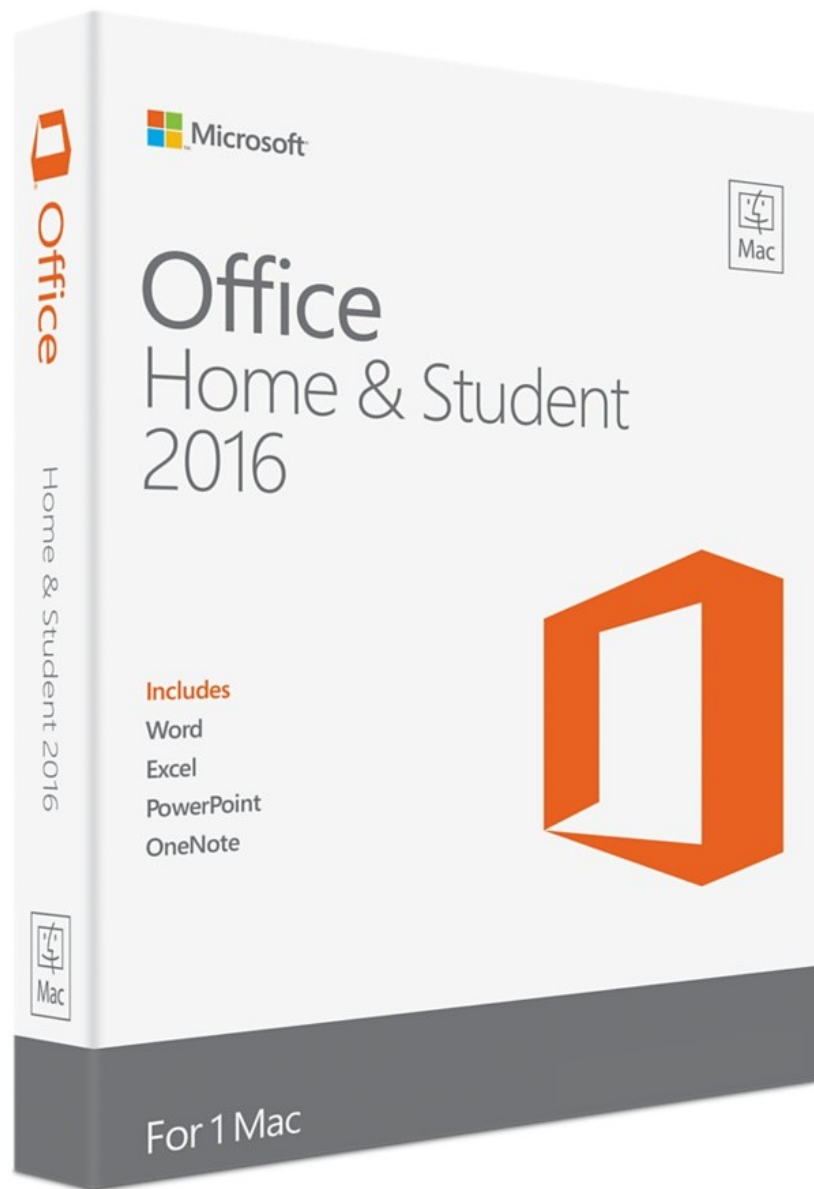 Office
Home & Student 2016
Mac
Microsoft
Mac
Office
Home & Student
2016
Includes
Word
Excel
PowerPoint
OneNote
For 1 Mac